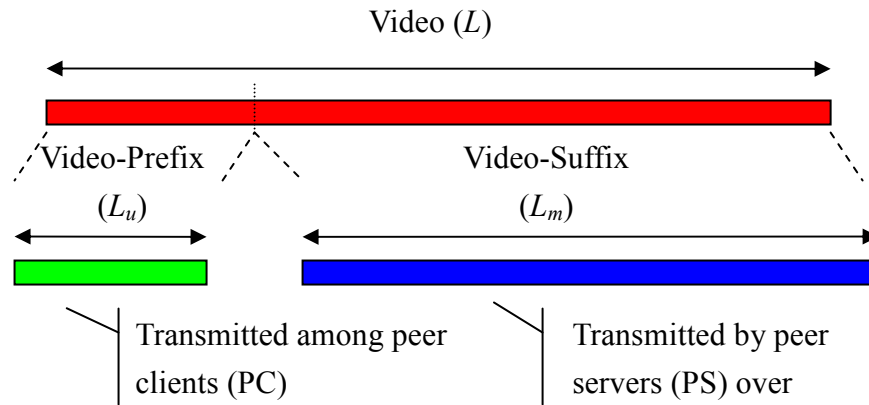 Video (L)
Video-Prefix
(Lu)
Video-Suffix
(Lm)
Transmitted among peer
clients (PC)
Transmitted by peer
servers (PS) over